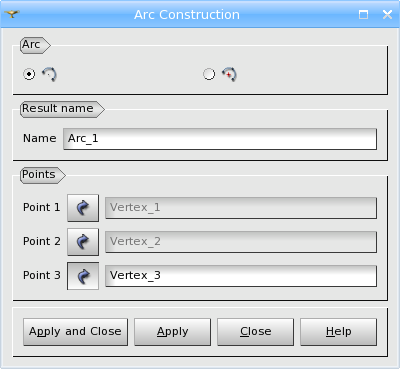 Arc Construction
Arc
Result name
Name Arc_1
Points
Point 1 Vertex_1
Point 2 Vertex_2
Point 3 Vertex_3
Apply and Close Apply Close Help